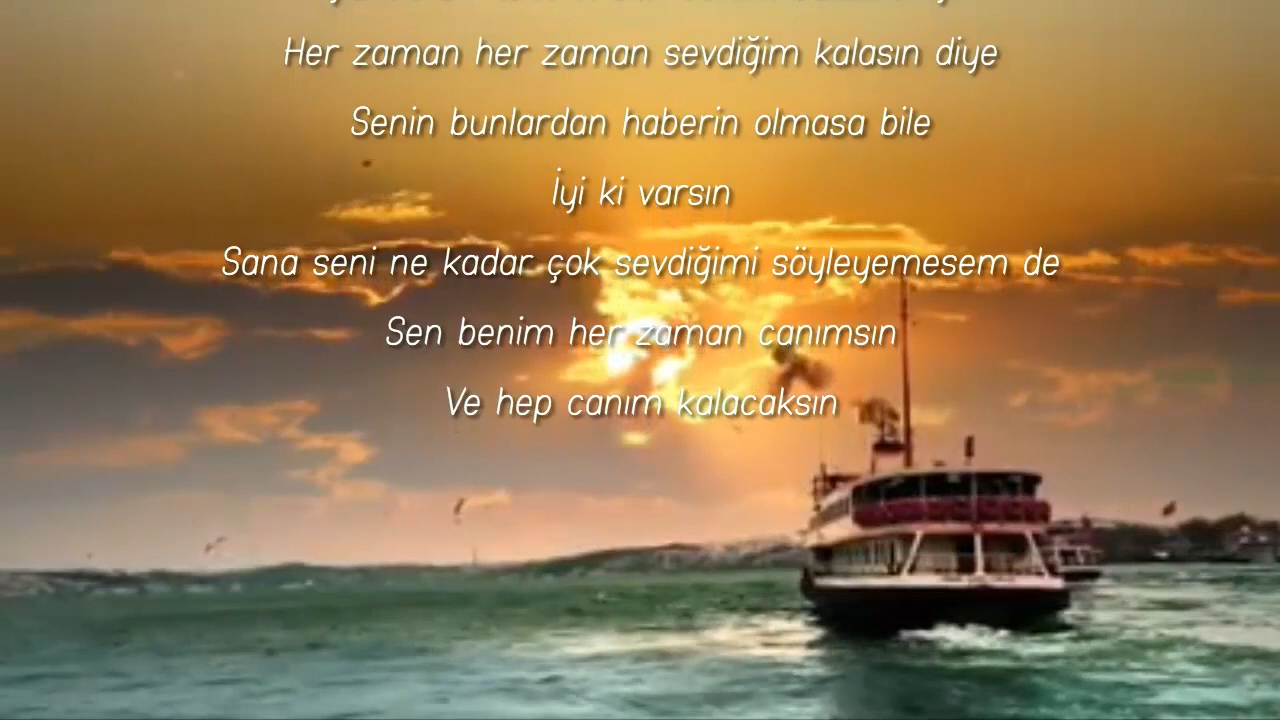 Her zaman her zaman sevdiğim kalasın diye
Senin bunlardan haberin olmasa bile
İyi ki varsın
Sana seni ne kadar çok sevdiğimi söyleyemesem de
Sen benim her zaman canımsın
Ve hep canım kalacaksın